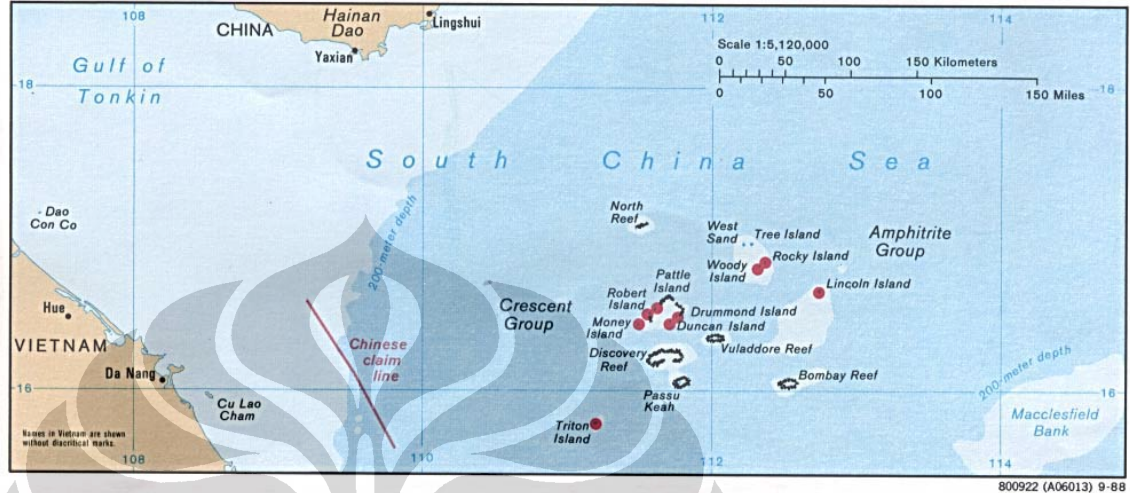 108
Hainan
Dao
CHINA
Lingshui
Yaxian
112
114
Scale 1:5,120,000
0 50 100 150 Kilometers
0 50 100 150 Miles
Gulf of
Tonkin
18
18
South China Sea
Dao
Con Co
200-meter depth
North
Reef
West
Sand
Tree Island
Amphitrite
Group
Woody
Island
Rocky Island
Lincoln Island
Pattle
Island
Robert
Island
Drummond Island
Money
Island
Duncan Island
Crescent
Group
Hue
VIETNAM
Chinese
claim
line
Discovery
Reef
Vuladdore Reef
Da Nang
16
Passu
Keah
Bombay Reef
200-meter depth
16
Cu Lao
Cham
Triton
Island
Macclesfield
Bank
Names in Vietnam are shown
without diacritical marks.
108
110
112
114
800922 (A06013) 9-88